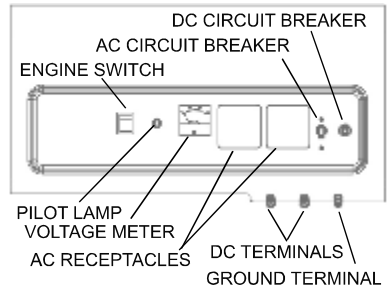 DC CIRCUIT BREAKER
AC CIRCUIT BREAKER
ENGINE SWITCH
PILOT LAMP
VOLTAGE METER
AC RECEPTACLES
DC TERMINALS
GROUND TERMINAL